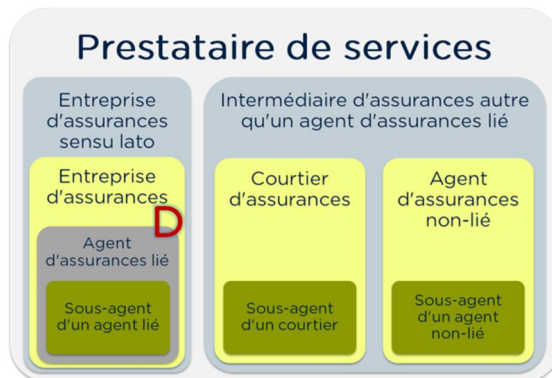 Prestataire de services
Entreprise
d'assurances
sensu lato
Entreprise
d'assurances
D
Agent
d'assurances lié
Sous-agent
d'un agent lié
Intermédiaire d'assurances autre
qu'un agent d'assurances lié
Courtier
d'assurances
Sous-agent
d'un courtier
Agent
d'assurances
non-lié
Sous-agent
d'un agent
non-lié